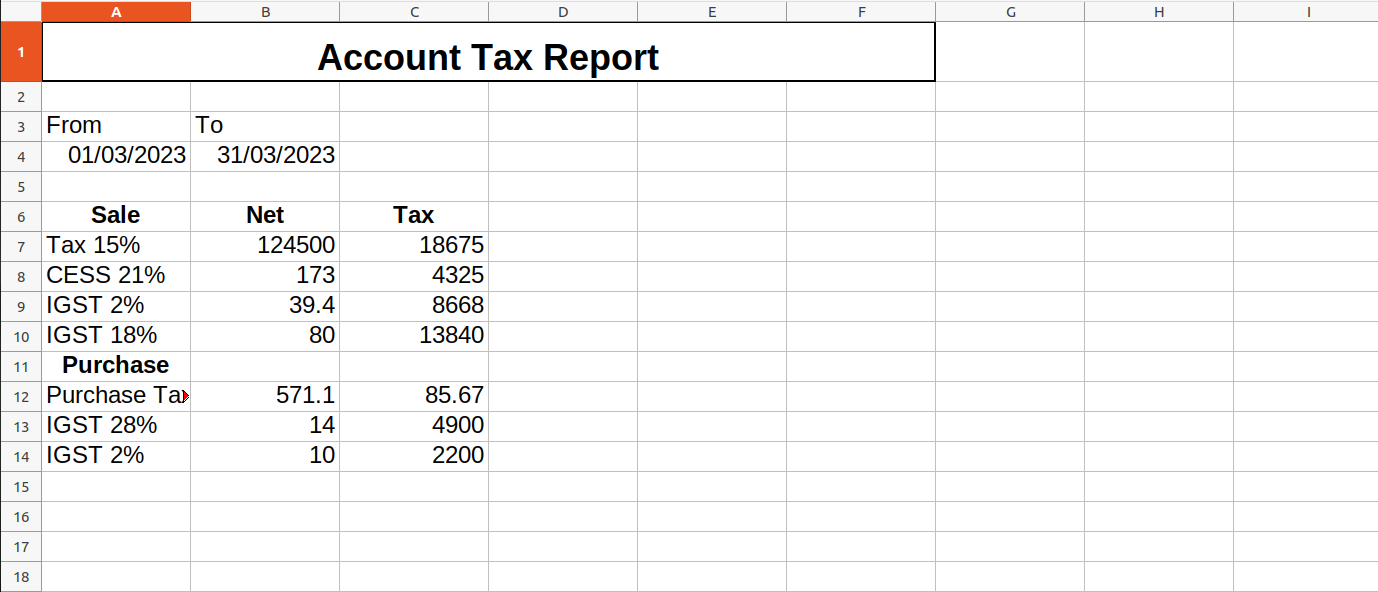 A B C D E F G H I
1 Account Tax Report
2
3 From To
4 01/03/2023 31/03/2023
5
6 Sale Net Tax
7 Tax 15% 124500 18675
8 CESS 21% 173 4325
9 IGST 2% 39.4 8668
10 IGST 18% 80 13840
11 Purchase
12 Purchase 571.1 85.67
13 IGST 28% 14 4900
14 IGST 2% 10 2200
15
16
17
18